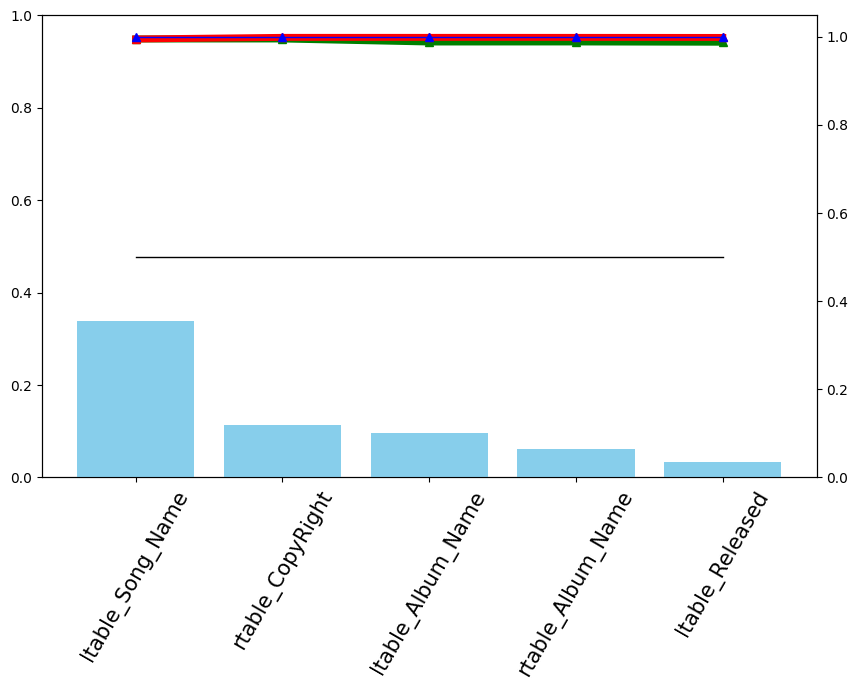 1.0
0.8
0.6
0.4
0.2
0.0
1.0
0.8
0.6
0.4
0.2
0.0
ltable_Song_Name
rtable_CopyRight
ltable_Album_Name
rtable_Album_Name
ltable_Released